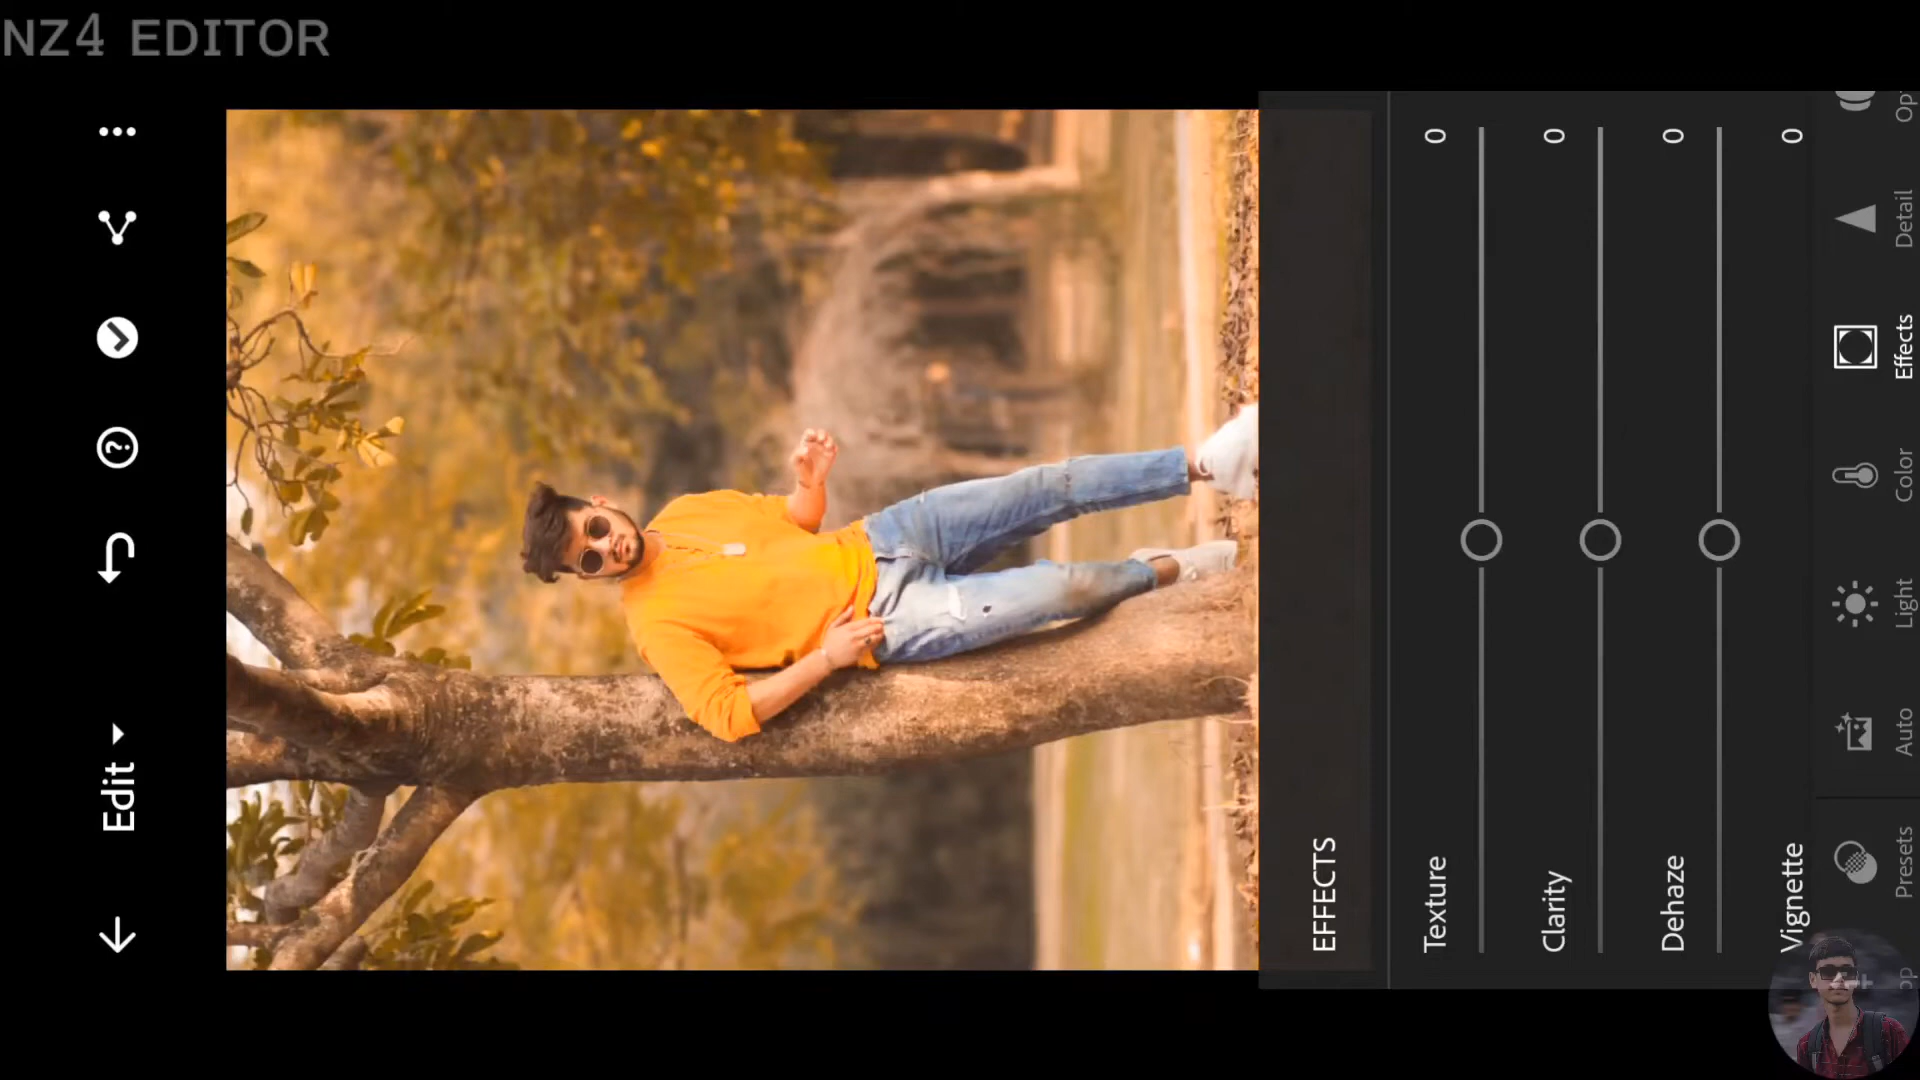 NZ4 EDITOR
Edit
EFFECTS
Texture 0
Clarity 0
Dehaze 0
Vignette 0
Presets
Auto
Light
Color
Effects
Detail